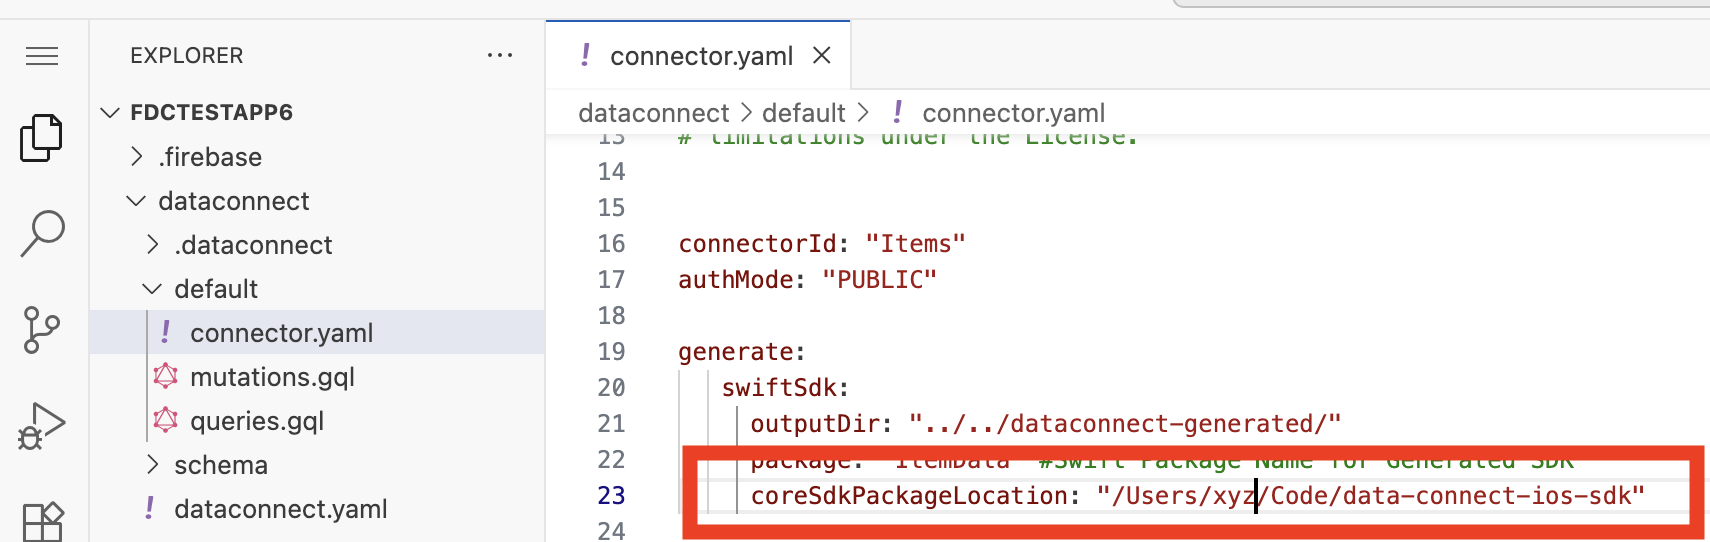 EXPLORER
FDCTESTAPP6
.firebase
dataconnect
.dataconnect
default
connector.yaml
mutations.gql
queries.gql
schema
dataconnect.yaml
connector.yaml
dataconnect > default > connector.yaml
13 # limitations under the License.
14
15
16 connectorId: "Items"
17 authMode: "PUBLIC"
18
19 generate:
20 swiftSdk:
21 outputDir: "../../dataconnect-generated/"
22 package: "ItemData" #Swift Package Name for Generated SDK
23 coreSdkPackageLocation: "/Users/xyz/Code/data-connect-ios-sdk"
24